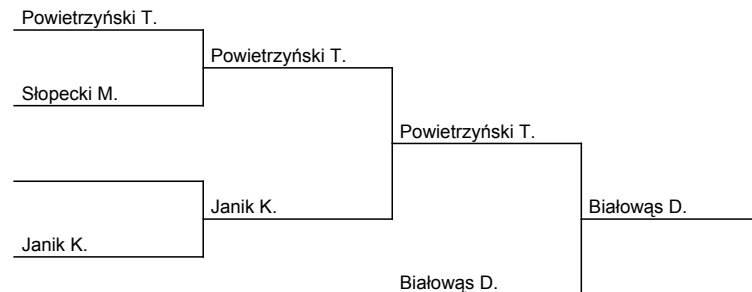 Powietrzyński T.
Powietrzyński T.
Słopecki M.
Powietrzyński T.
Janik K.
Białowąs D.
Janik K.
Białowąs D.